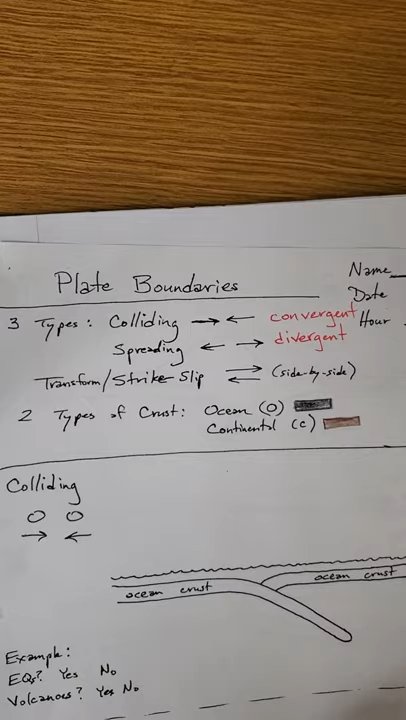 Name
Plate Boundaries
Date
3 Types: Colliding → ← convergent
Hour
Spreading ← → divergent
Transform/Strike-Slip → ← (side-by-side)
2 Types of Crust: Ocean (O)
Continental (C)
Colliding
O O
→ ←
ocean crust
ocean crust
Example:
EQs? Yes No
Volcanoes? Yes No